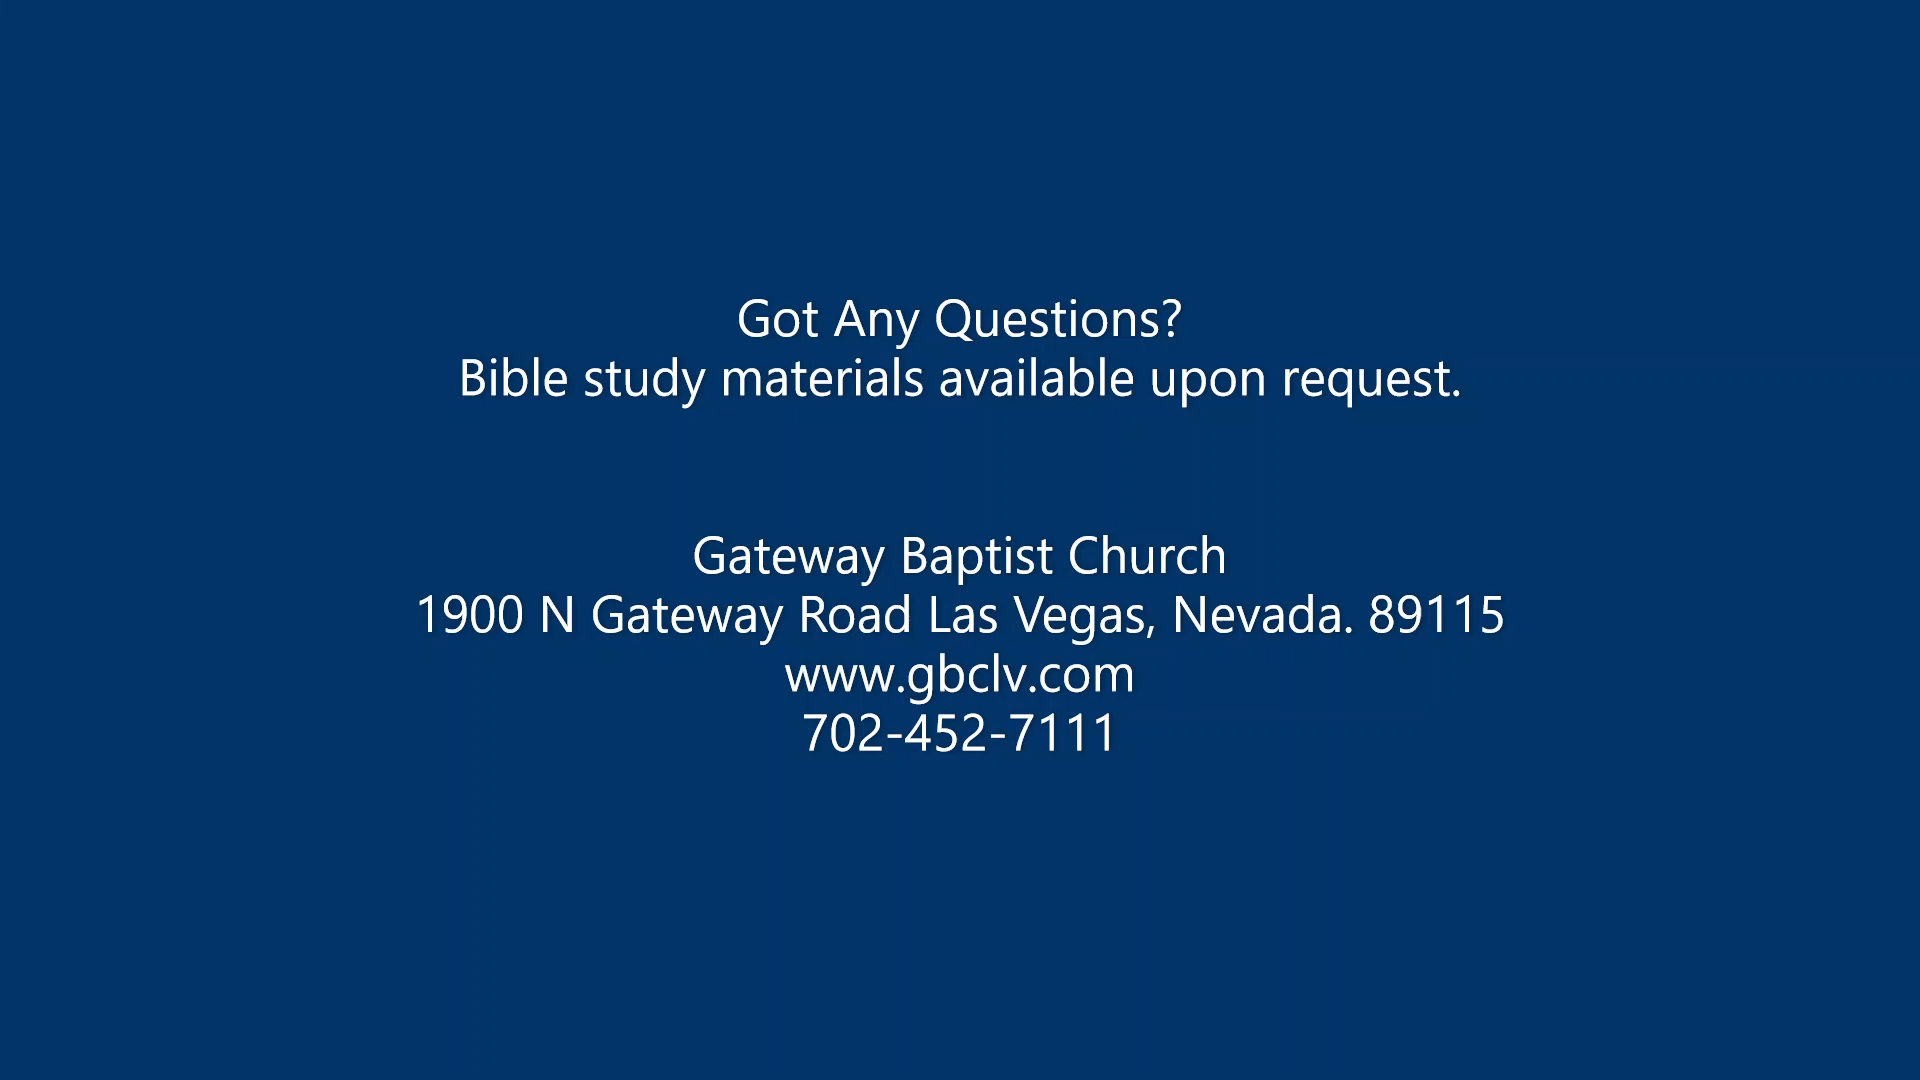 Got Any Questions?
Bible study materials available upon request.
Gateway Baptist Church
1900 N Gateway Road Las Vegas, Nevada. 89115
www.gbclv.com
702-452-7111